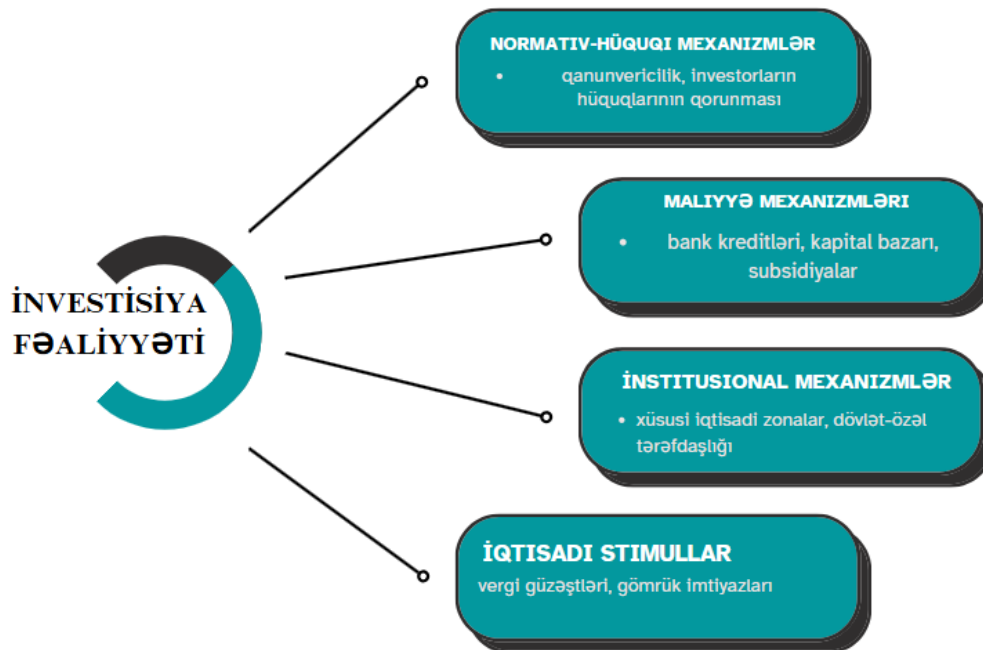 NORMATIV-HÜQUQI MEXANIZMLƏR
• qanunvericilik, investorların
hüquqlarının qorunması
MALIYYƏ MEXANIZMLƏRI
• bank kreditləri, kapital bazarı,
subsidiyalar
İNVESTİSİYA
FƏALİYYƏTİ
İNSTITUSIONAL MEXANIZMLƏR
• xüsusi iqtisadi zonalar, dövlət-özəl
tərəfdaşlığı
İQTISADI STIMULLAR
vergi güzəştləri, gömrük imtiyazları